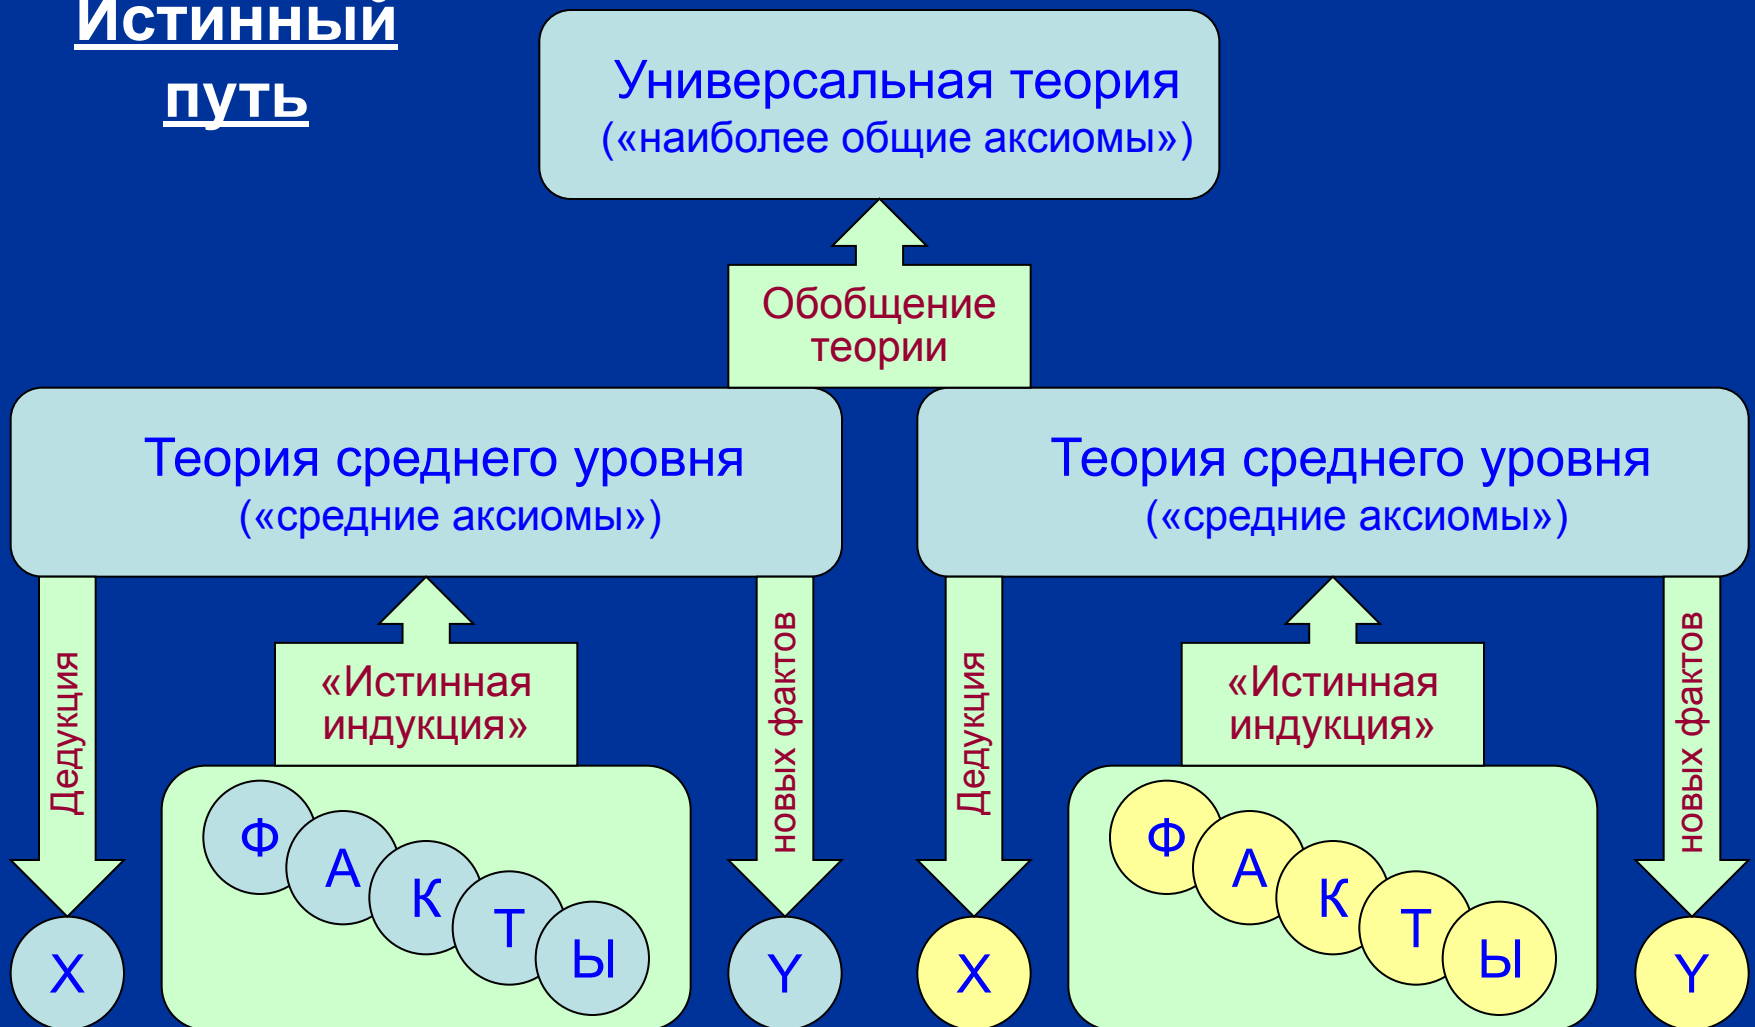 Истинный
путь
Универсальная теория
(«наиболее общие аксиомы»)
Обобщение
теории
Теория среднего уровня
(«средние аксиомы»)
Теория среднего уровня
(«средние аксиомы»)
Дедукция
«Истинная
индукция»
новых фактов
Дедукция
«Истинная
индукция»
новых фактов
Х
Ф А К Т Ы
Y
Х
Ф А К Т Ы
Y